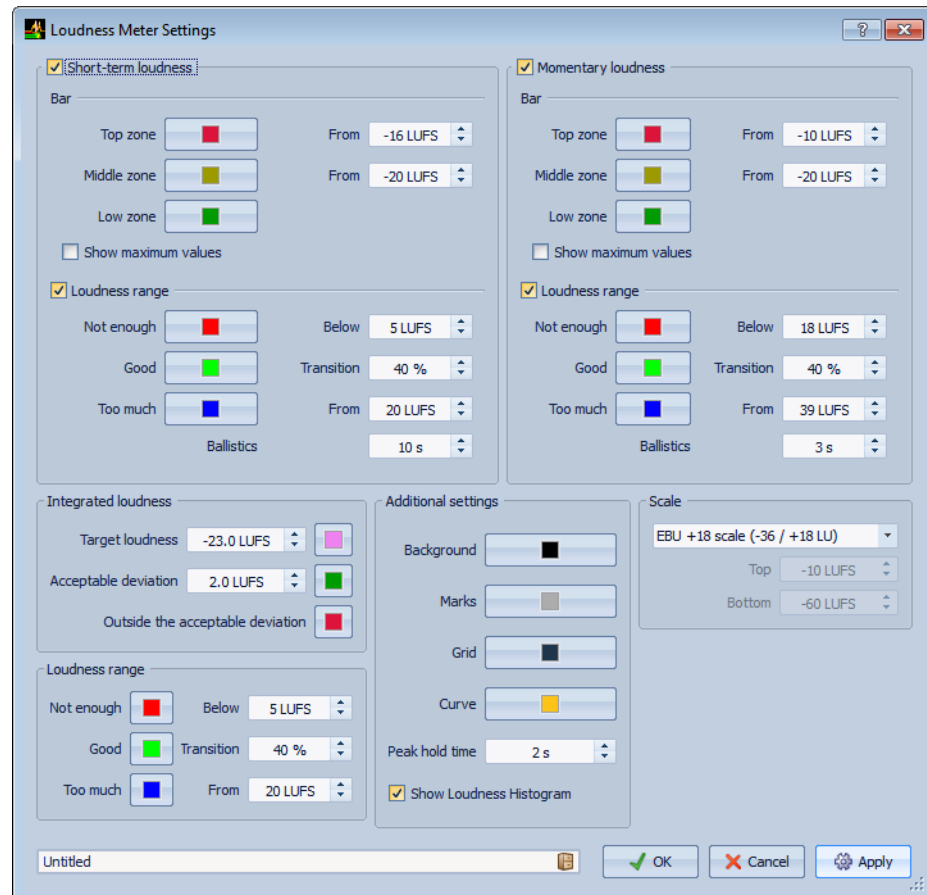 Loudness Meter Settings
Short-term loudness
Bar
Top zone From -16 LUFS
Middle zone From -20 LUFS
Low zone
Show maximum values
Loudness range
Not enough Below 5 LUFS
Good Transition 40 %
Too much From 20 LUFS
Ballistics 10 s
Momentary loudness
Bar
Top zone From -10 LUFS
Middle zone From -20 LUFS
Low zone
Show maximum values
Loudness range
Not enough Below 18 LUFS
Good Transition 40 %
Too much From 39 LUFS
Ballistics 3 s
Integrated loudness
Target loudness -23.0 LUFS
Acceptable deviation 2.0 LUFS
Outside the acceptable deviation
Loudness range
Not enough Below 5 LUFS
Good Transition 40 %
Too much From 20 LUFS
Additional settings
Background
Marks
Grid
Curve
Peak hold time 2 s
Show Loudness Histogram
Scale
EBU +18 scale (-36 / +18 LU)
Top -10 LUFS
Bottom -60 LUFS
Untitled
OK
Cancel
Apply